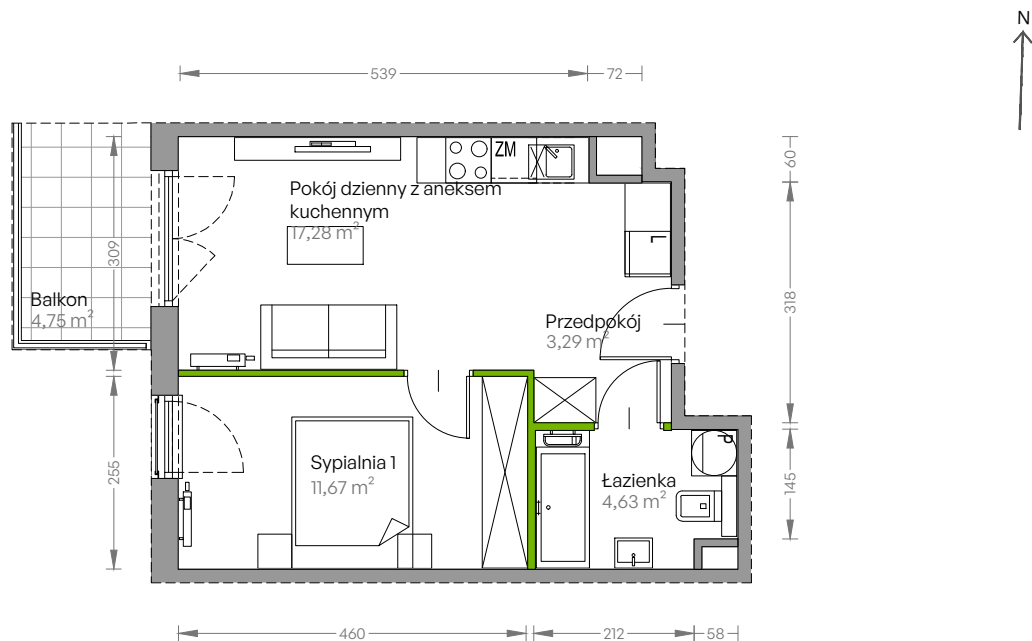 N
539
72
60
ZM
Pokój dzienny z aneksem
kuchennym
17,28 m²
L
309
318
Balkon
4,75 m²
Przedpokój
3,29 m²
P
Sypialnia 1
11,67 m²
Łazienka
4,63 m²
255
145
460
212
58